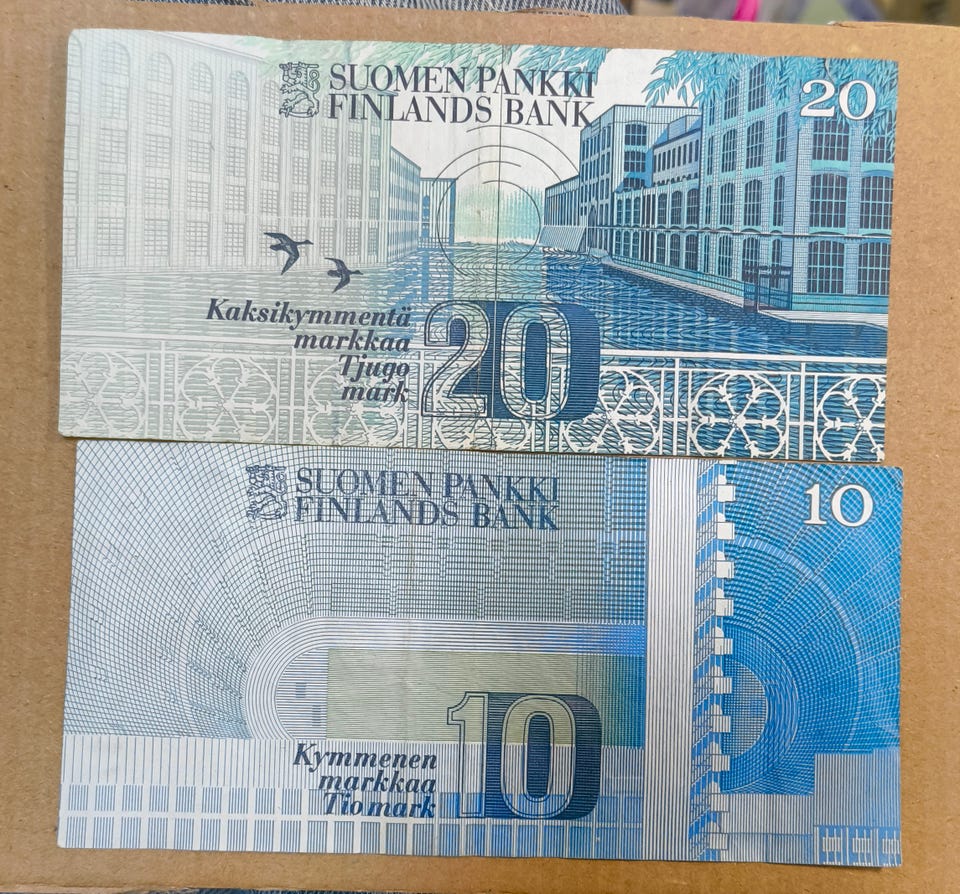 SUOMEN PANKKI
FINLANDS BANK
20
Kaksikymmentä
markkaa
Tjugo
mark
20
SUOMEN PANKKI
FINLANDS BANK
10
Kymmenen
markkaa
Tio mark
10